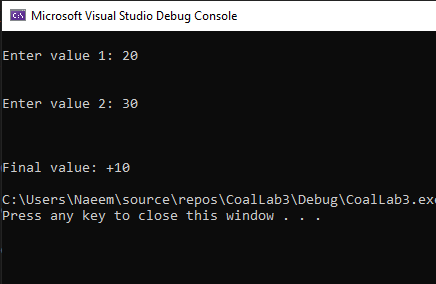 Microsoft Visual Studio Debug Console
Enter value 1: 20
Enter value 2: 30
Final value: +10
C:\Users\Naeem\source\repos\CoalLab3\Debug\CoalLab3.exe
Press any key to close this window . . .